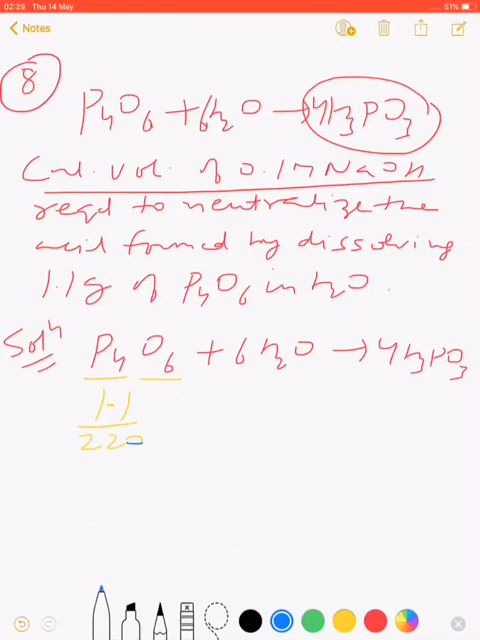 02:29 Thu 14 May
51%
Notes
8
P4O6 + 6H2O → 4H3PO3
Cal. vol. of 0.1M NaOH
reqd to neutralize the
acid formed by dissolving
1.1g of P4O6 in H2O.
Solⁿ P4O6 + 6H2O → 4H3PO3
1.1
220